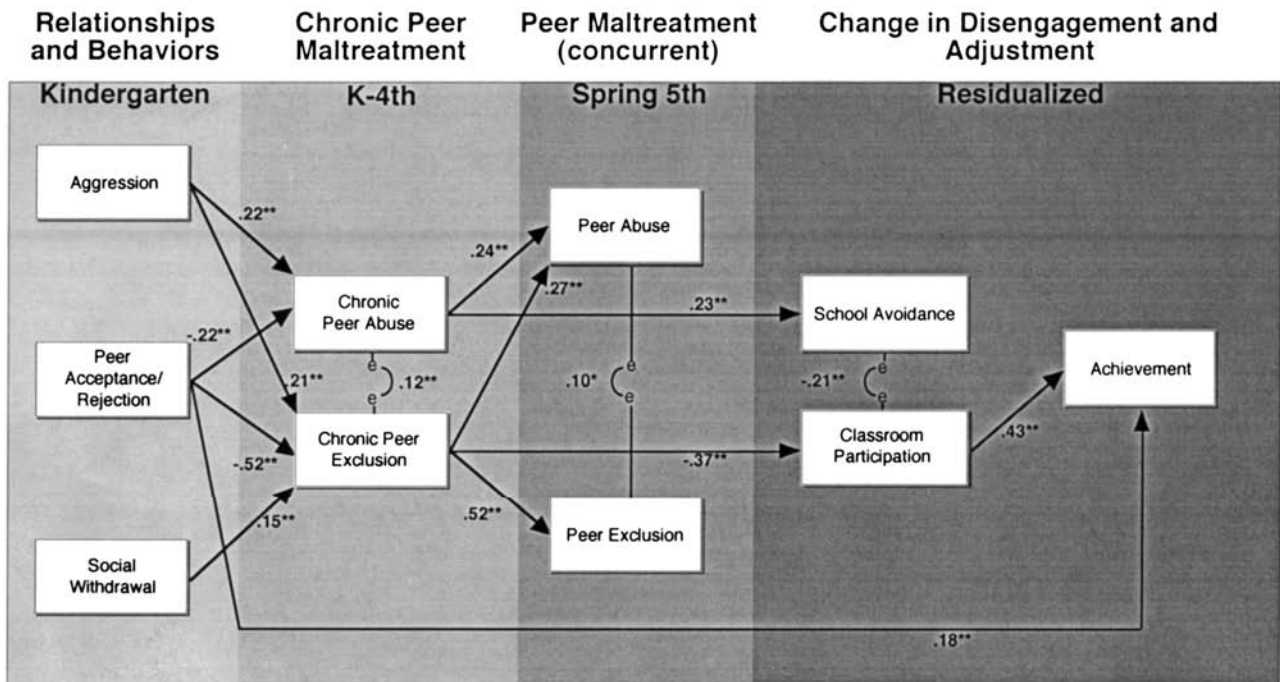 Relationships
and Behaviors
Kindergarten
Chronic Peer
Maltreatment
K-4th
Peer Maltreatment
(concurrent)
Spring 5th
Change in Disengagement and
Adjustment
Residualized
Aggression
.22**
Peer Abuse
.24**
.27**
Chronic
Peer Abuse
.23**
School Avoidance
-.22**
Peer
Acceptance/
Rejection
.21**
e
.12**
e
.10*
e
e
-.21**
e
e
Achievement
Chronic Peer
Exclusion
-.52**
-.37**
Classroom
Participation
.43**
.15**
.52**
Peer Exclusion
Social
Withdrawal
.18**